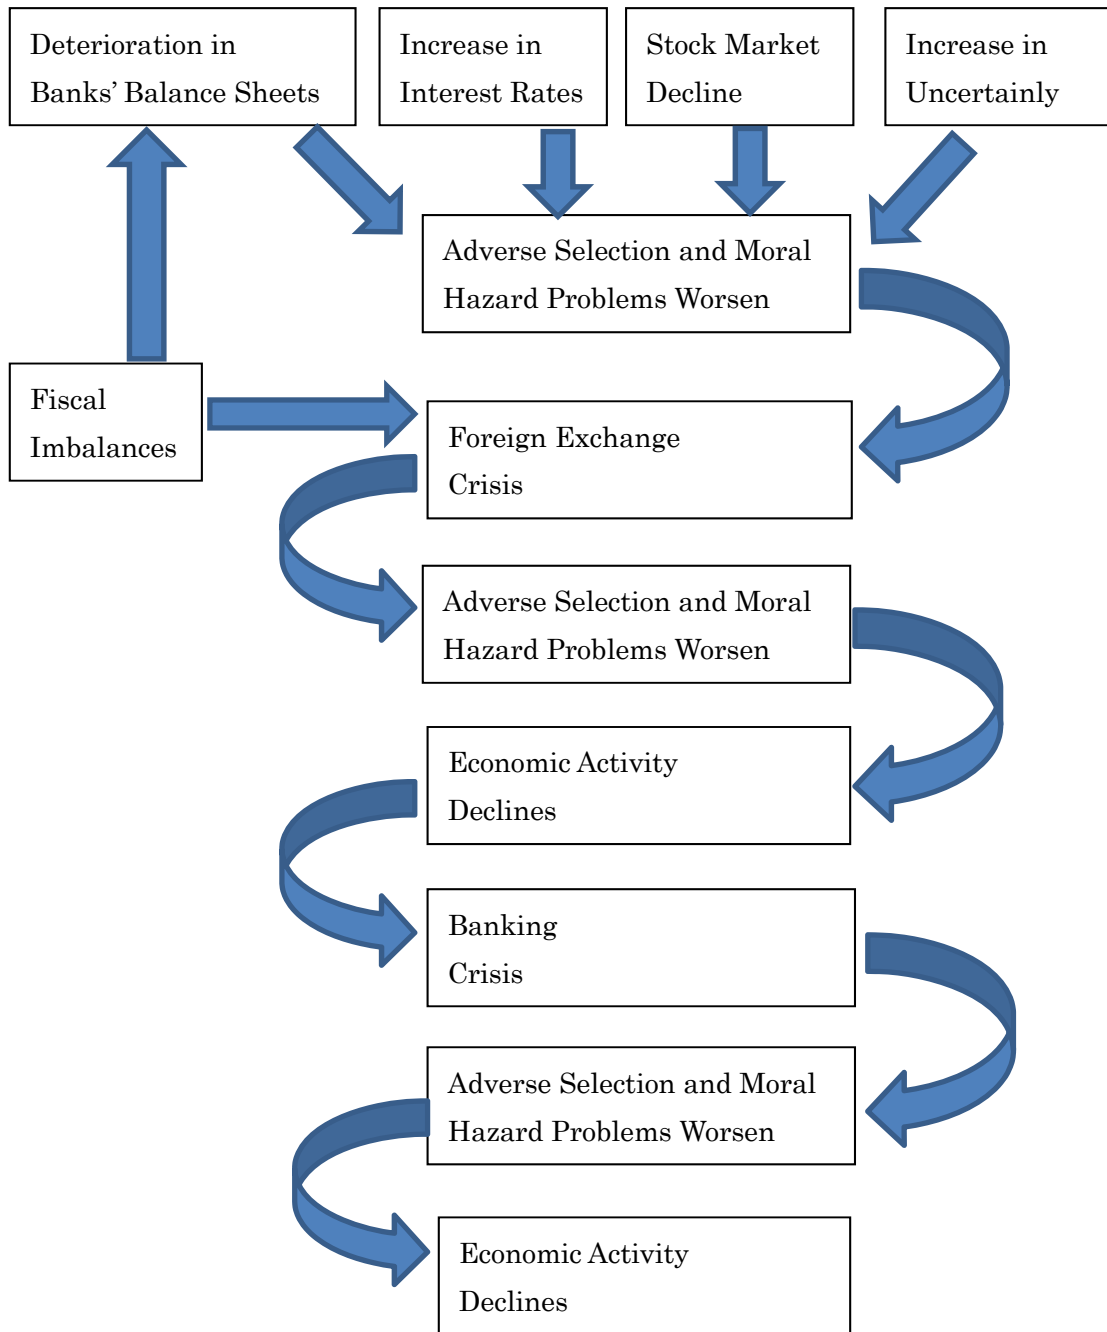 Deterioration in
Banks’ Balance Sheets
Increase in
Interest Rates
Stock Market
Decline
Increase in
Uncertainly
Adverse Selection and Moral
Hazard Problems Worsen
Fiscal
Imbalances
Foreign Exchange
Crisis
Adverse Selection and Moral
Hazard Problems Worsen
Economic Activity
Declines
Banking
Crisis
Adverse Selection and Moral
Hazard Problems Worsen
Economic Activity
Declines